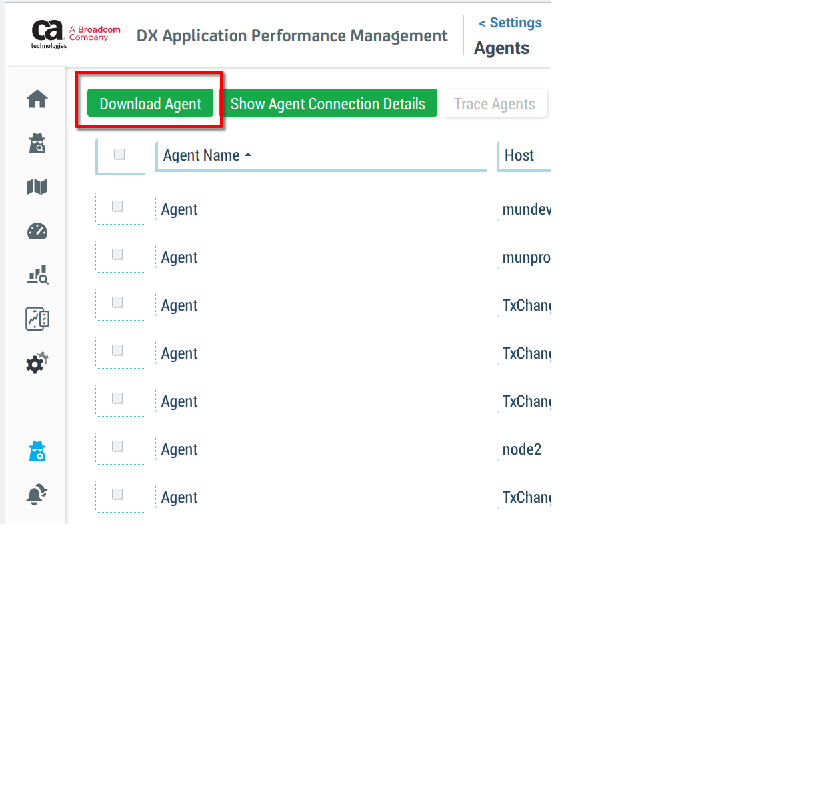 ca
technologies
A Broadcom
Company
DX Application Performance Management
< Settings
Agents
Download Agent
Show Agent Connection Details
Trace Agents
Agent Name
Host
Agent
mundev
Agent
munpro
Agent
TxChang
Agent
TxChang
Agent
TxChang
Agent
node2
Agent
TxChang